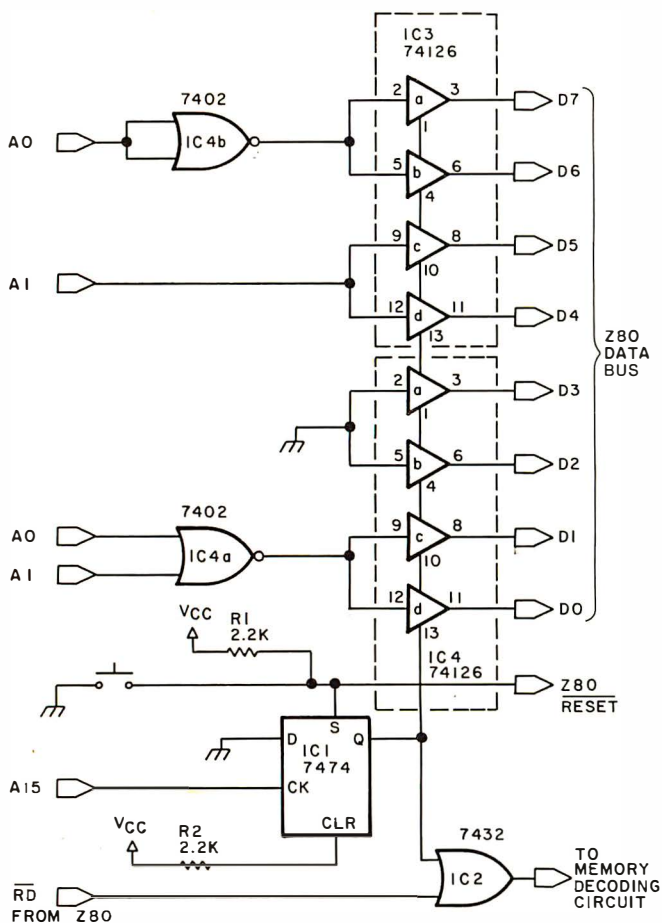 IC3
74126
7402
A0
IC4b
2 a 3
1
D7
5 b 6
4
D6
9 c 8
10
D5
A1
12 d 11
13
D4
Z80
DATA
BUS
2 a 3
1
D3
5 b 6
4
D2
7402
A0
A1
IC4a
9 c 8
10
D1
12 d 11
13
D0
IC4
74126
VCC
R1
2.2K
Z80
RESET
S
D
Q
IC1
7474
CK
CLR
A15
VCC
R2
2.2K
7432
IC2
RD
FROM Z80
TO
MEMORY
DECODING
CIRCUIT